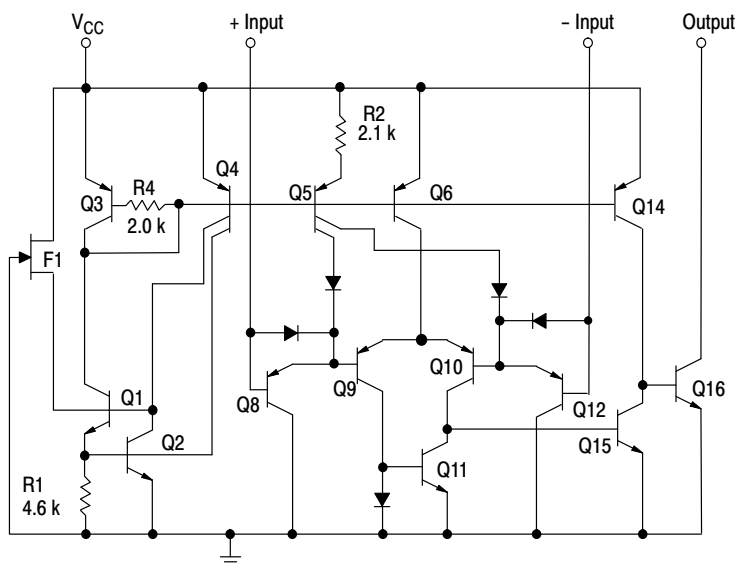 VCC
+ Input
– Input
Output
R2
2.1 k
Q4
R4
Q3
2.0 k
Q5
Q6
Q14
F1
Q1
Q8
Q9
Q10
Q12
Q16
Q2
Q11
Q15
R1
4.6 k